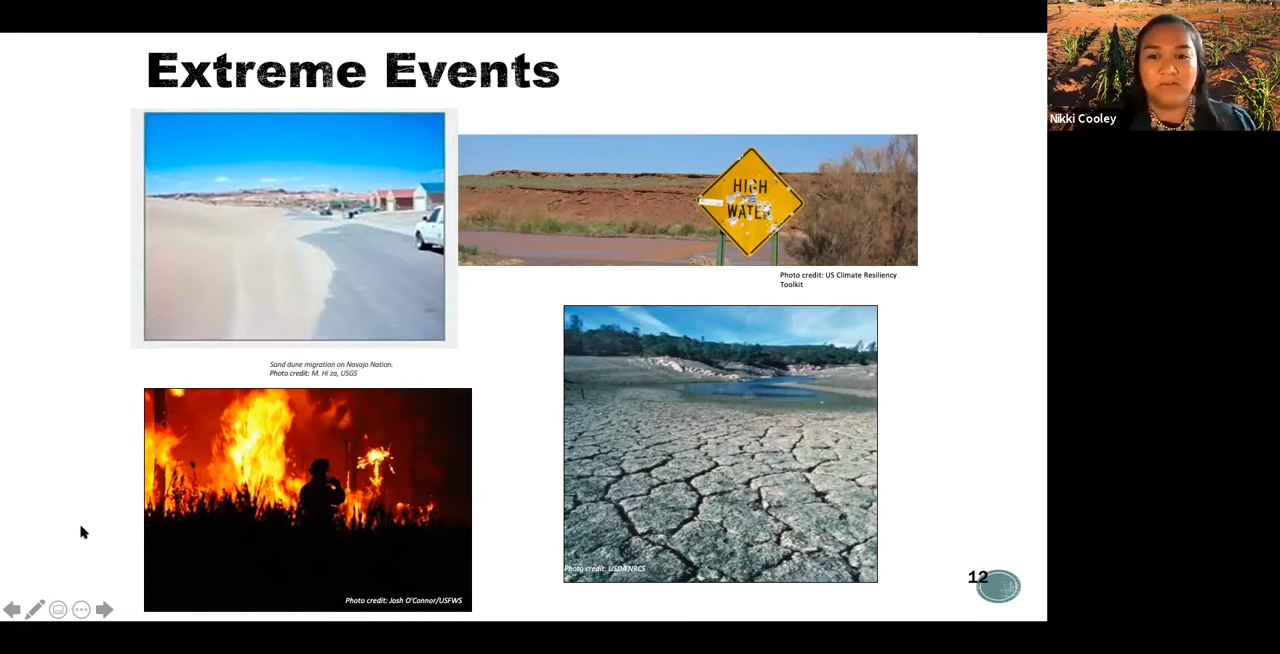 Extreme Events
Nikki Cooley
HIGH
WATER
Photo credit: US Climate Resiliency
Toolkit
Sand dune migration on Navajo Nation.
Photo credit: M. Hi za, USGS
Photo credit: Josh O'Connor/USFWS
Photo credit: USDA/NRCS
12